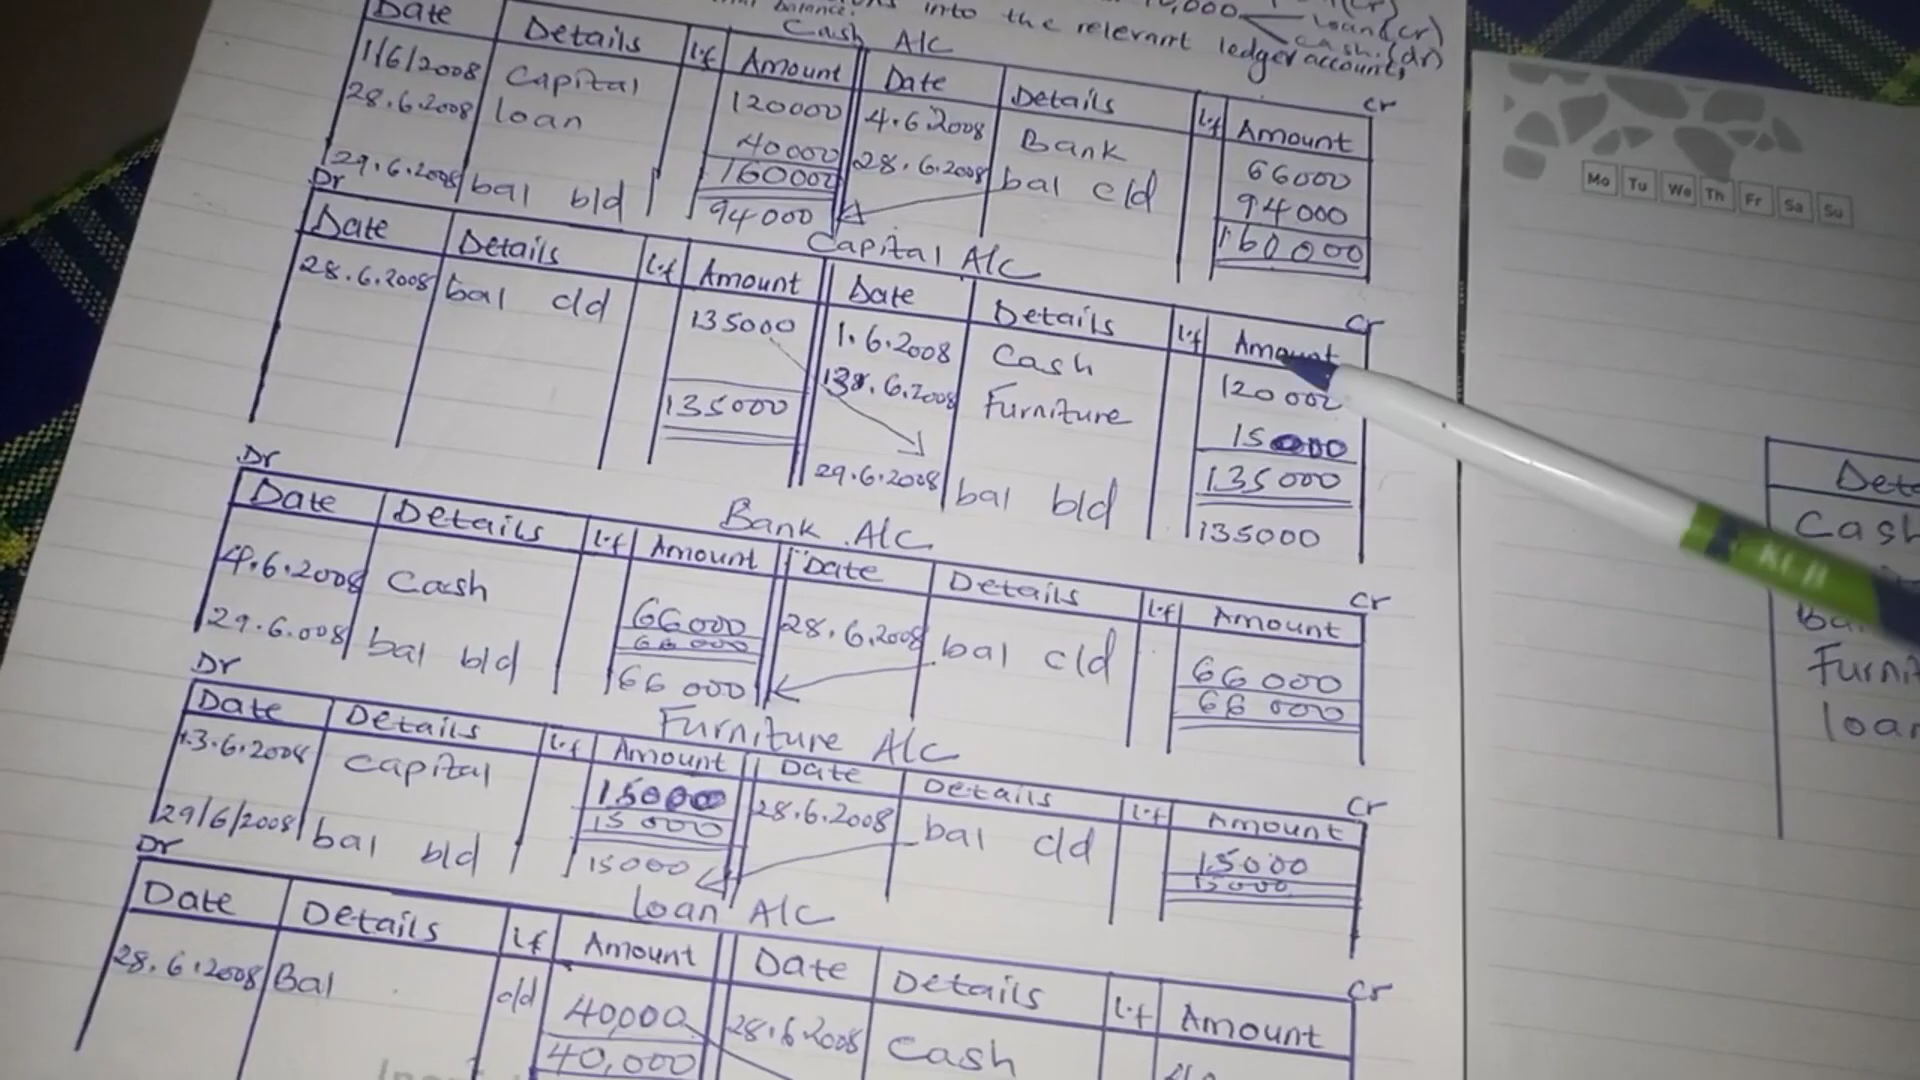 into the relevant ledger accounts
loan(cr)
cash.(dr)
Cash A/C
cr
Date Details l.f Amount Date Details l.f Amount
1/6/2008 Capital 120000 4.6.2008 Bank 66000
28.6.2008 loan 40000 28.6.2008 bal c/d 94000
160000 160000
29.6.2008 bal b/d 94000
Dr Capital A/C cr
Date Details l.f Amount Date Details l.f Amount
28.6.2008 bal c/d 135000 1.6.2008 Cash 120000
13.6.2008 Furniture 15000
135000 135000
29.6.2008 bal b/d 135000
Dr Bank A/C cr
Date Details l.f Amount Date Details l.f Amount
4.6.2008 Cash 66000 28.6.2008 bal c/d 66000
66000 66000
29.6.008 bal b/d 66000
Dr Furniture A/C cr
Date Details l.f Amount Date Details l.f Amount
13.6.2008 Capital 15000 28.6.2008 bal c/d 15000
15000 15000
29/6/2008 bal b/d 15000
Dr loan A/C cr
Date Details l.f Amount Date Details l.f Amount
28.6.2008 Bal c/d 40,000 28.6.2008 Cash
40,000
Mo Tu We Th Fr Sa Su
KCB
Cash